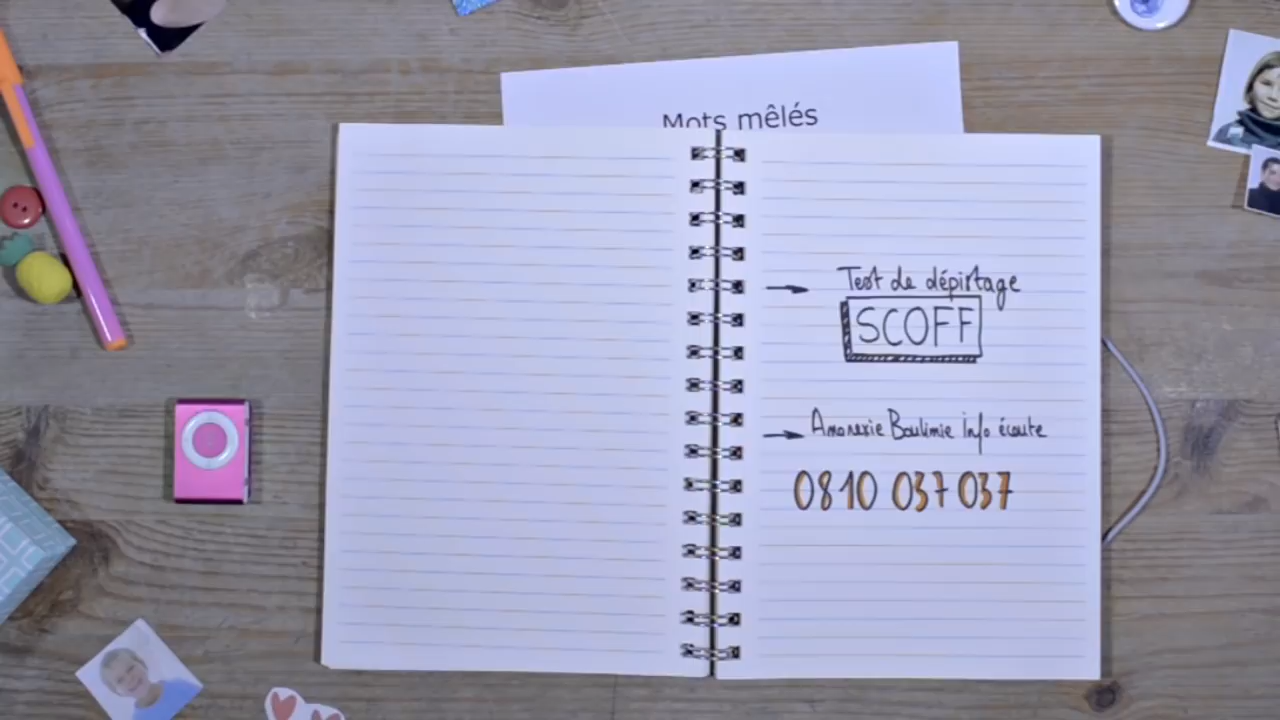 Mots mêlés
Test de dépistage
SCOFF
Anorexie Boulimie Info écoute
0810 037 037